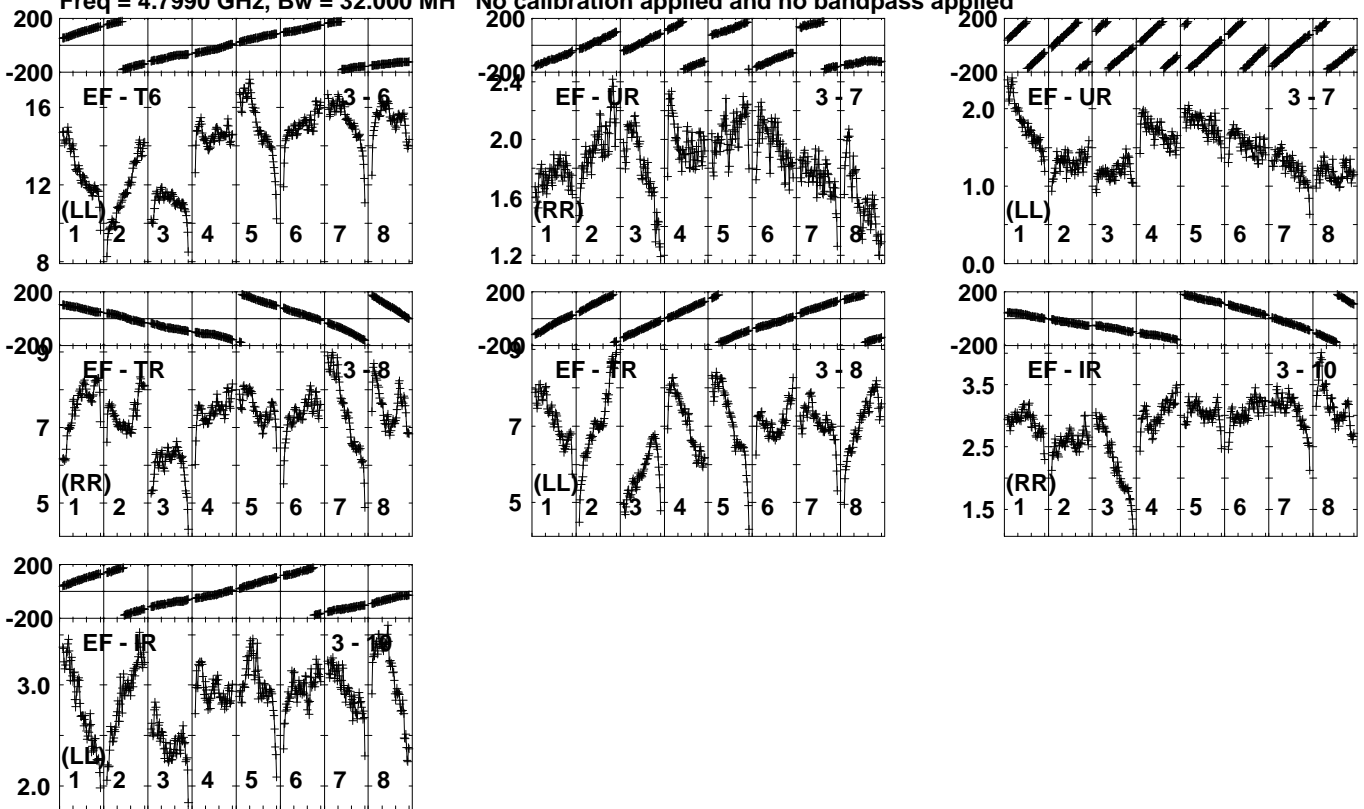 Freq = 4.7990 GHz, Bw = 32.000 MH No calibration applied and no bandpass applied
200
-200
EF - T6 3 - 6
16
12
8
(LL)
1 2 3 4 5 6 7 8
200
-200
2.4
EF - UR 3 - 7
2.0
1.6
1.2
(RR)
1 2 3 4 5 6 7 8
200
-200
EF - UR 3 - 7
2.0
1.0
0.0
(LL)
1 2 3 4 5 6 7 8
200
-200
9
EF - TR 3 - 8
7
5
(RR)
1 2 3 4 5 6 7 8
200
-200
9
EF - TR 3 - 8
7
5
(LL)
1 2 3 4 5 6 7 8
200
-200
EF - IR 3 - 10
3.5
2.5
1.5
(RR)
1 2 3 4 5 6 7 8
200
-200
EF - IR 3 - 10
3.0
2.0
(LL)
1 2 3 4 5 6 7 8